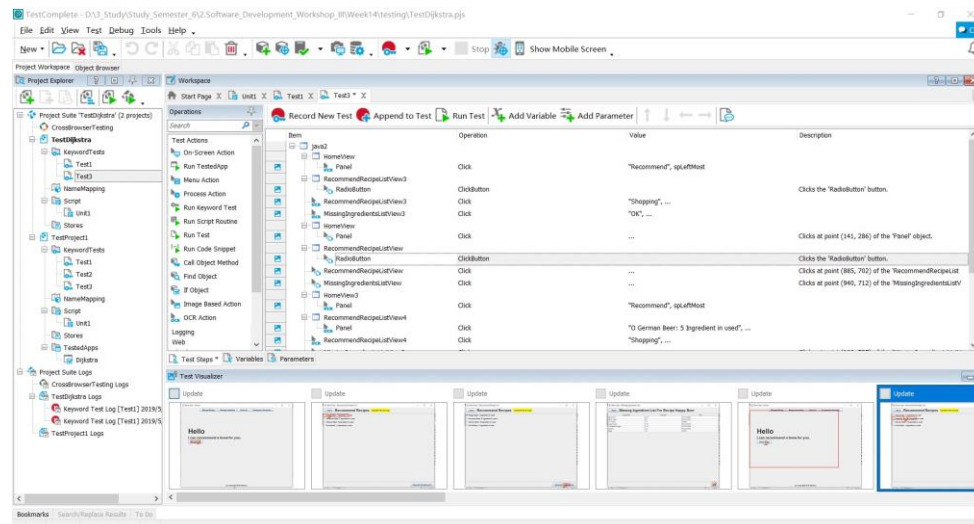 TestComplete - D:\3_Study\Study_Semester_6\2.Software_Development_Workshop_III\Week14\testing\TestDijkstra.pjs
File Edit View Test Debug Tools Help
New Stop Show Mobile Screen
Project Workspace Object Browser
Project Explorer
Project Suite 'TestDijkstra' (2 projects)
CrossBrowserTesting
TestDijkstra
KeywordTests
Test1
Test3
NameMapping
Script
Unit1
Stores
TestProject1
KeywordTests
Test1
Test2
Test3
NameMapping
Script
Unit1
Stores
TestedApps
Dijkstra
Project Suite Logs
CrossBrowserTesting Logs
TestDijkstra Logs
Keyword Test Log [Test1] 2019/5
Keyword Test Log [Test1] 2019/5
TestProject1 Logs
Workspace
Start Page X Unit1 X Test1 X Test3 * X
Operations
Search
Test Actions
On-Screen Action
Run TestedApp
Menu Action
Process Action
Run Keyword Test
Run Script Routine
Run Test
Run Code Snippet
Call Object Method
Find Object
If Object
Image Based Action
OCR Action
Logging
Web
Record New Test Append to Test Run Test Add Variable Add Parameter
Item Operation Value Description
java2
HomeView
Panel Click "Recommend", spLeftMost
RecommendRecipeListView3
RadioButton ClickButton Clicks the 'RadioButton' button.
RecommendRecipeListView3 Click "Shopping", ...
MissingIngredientsListView3 Click "OK", ...
HomeView
Panel Click ... Clicks at point (141, 286) of the 'Panel' object.
RecommendRecipeListView
RadioButton ClickButton Clicks the 'RadioButton' button.
RecommendRecipeListView Click ... Clicks at point (885, 702) of the 'RecommendRecipeList
MissingIngredientsListView Click ... Clicks at point (940, 712) of the 'MissingIngredientsListV
HomeView3
Panel Click "Recommend", spLeftMost
RecommendRecipeListView4
Panel Click "O German Beer: 5 Ingredient in used", ...
RecommendRecipeListView4 Click "Shopping", ...
Test Steps * Variables Parameters
Test Visualizer
Update Update Update Update Update Update
Hello
Recommended Recipes
Recommended Recipes
Missing Ingredient List For Recipe Happy Beer
Hello
Recommended Recipes
Bookmarks Search/Replace Results To Do